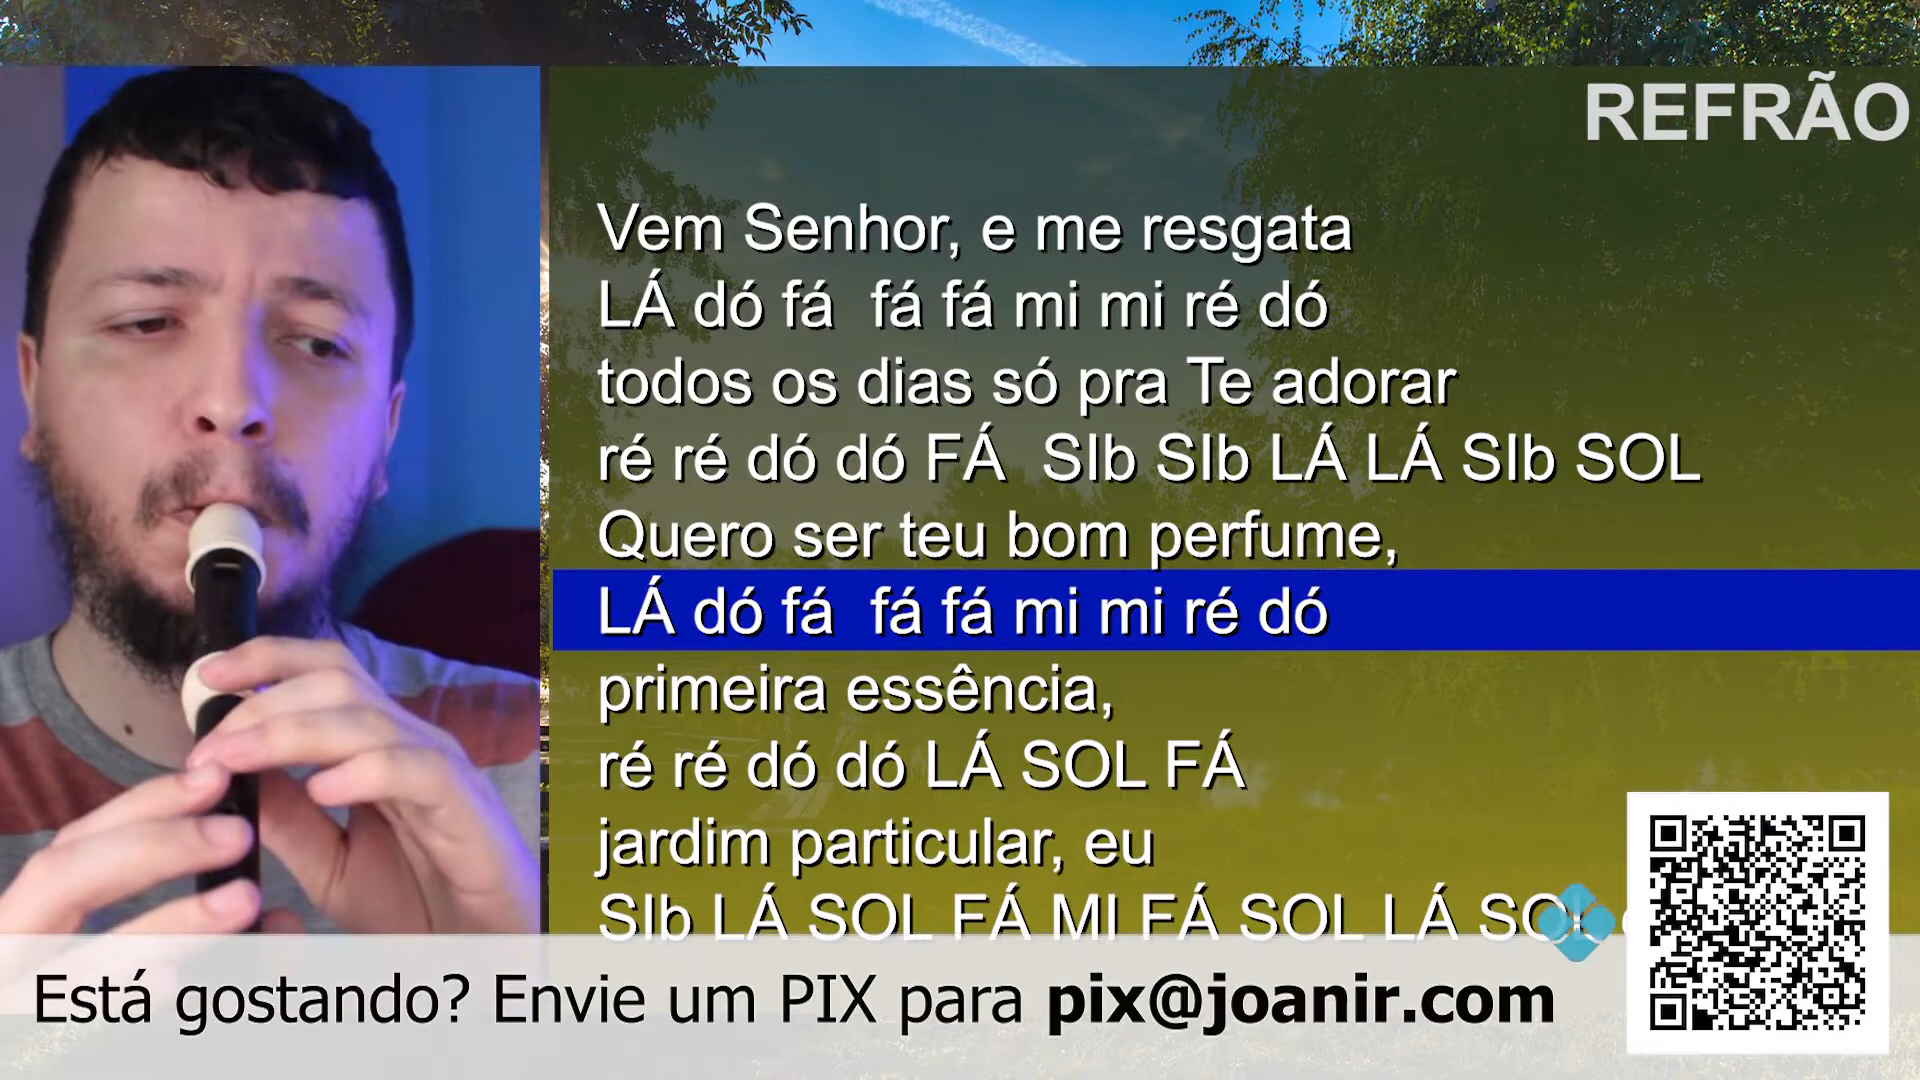 REFRÃO
Vem Senhor, e me resgata
LÁ dó fá  fá fá mi mi ré dó
todos os dias só pra Te adorar
ré ré dó dó FÁ  SIb SIb LÁ LÁ SIb SOL
Quero ser teu bom perfume,
LÁ dó fá  fá fá mi mi ré dó
primeira essência,
ré ré dó dó LÁ SOL FÁ
jardim particular, eu
SIb LÁ SOL FÁ MI FÁ SOL LÁ SOL
Está gostando? Envie um PIX para pix@joanir.com